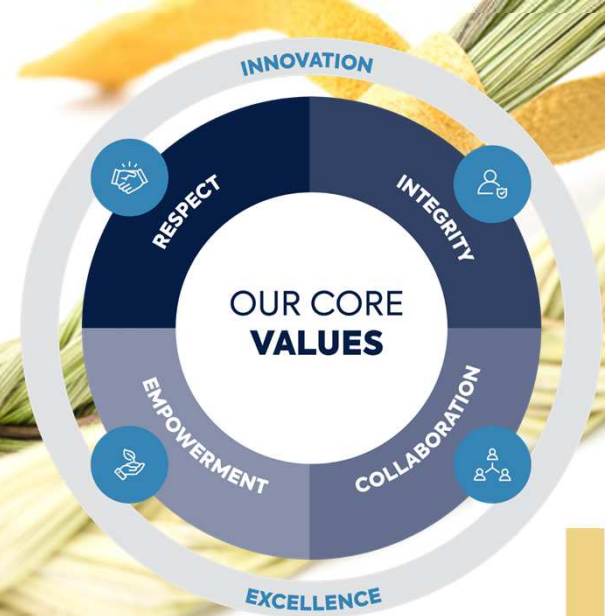 INNOVATION
RESPECT
INTEGRITY
OUR CORE
VALUES
EMPOWERMENT
COLLABORATION
EXCELLENCE